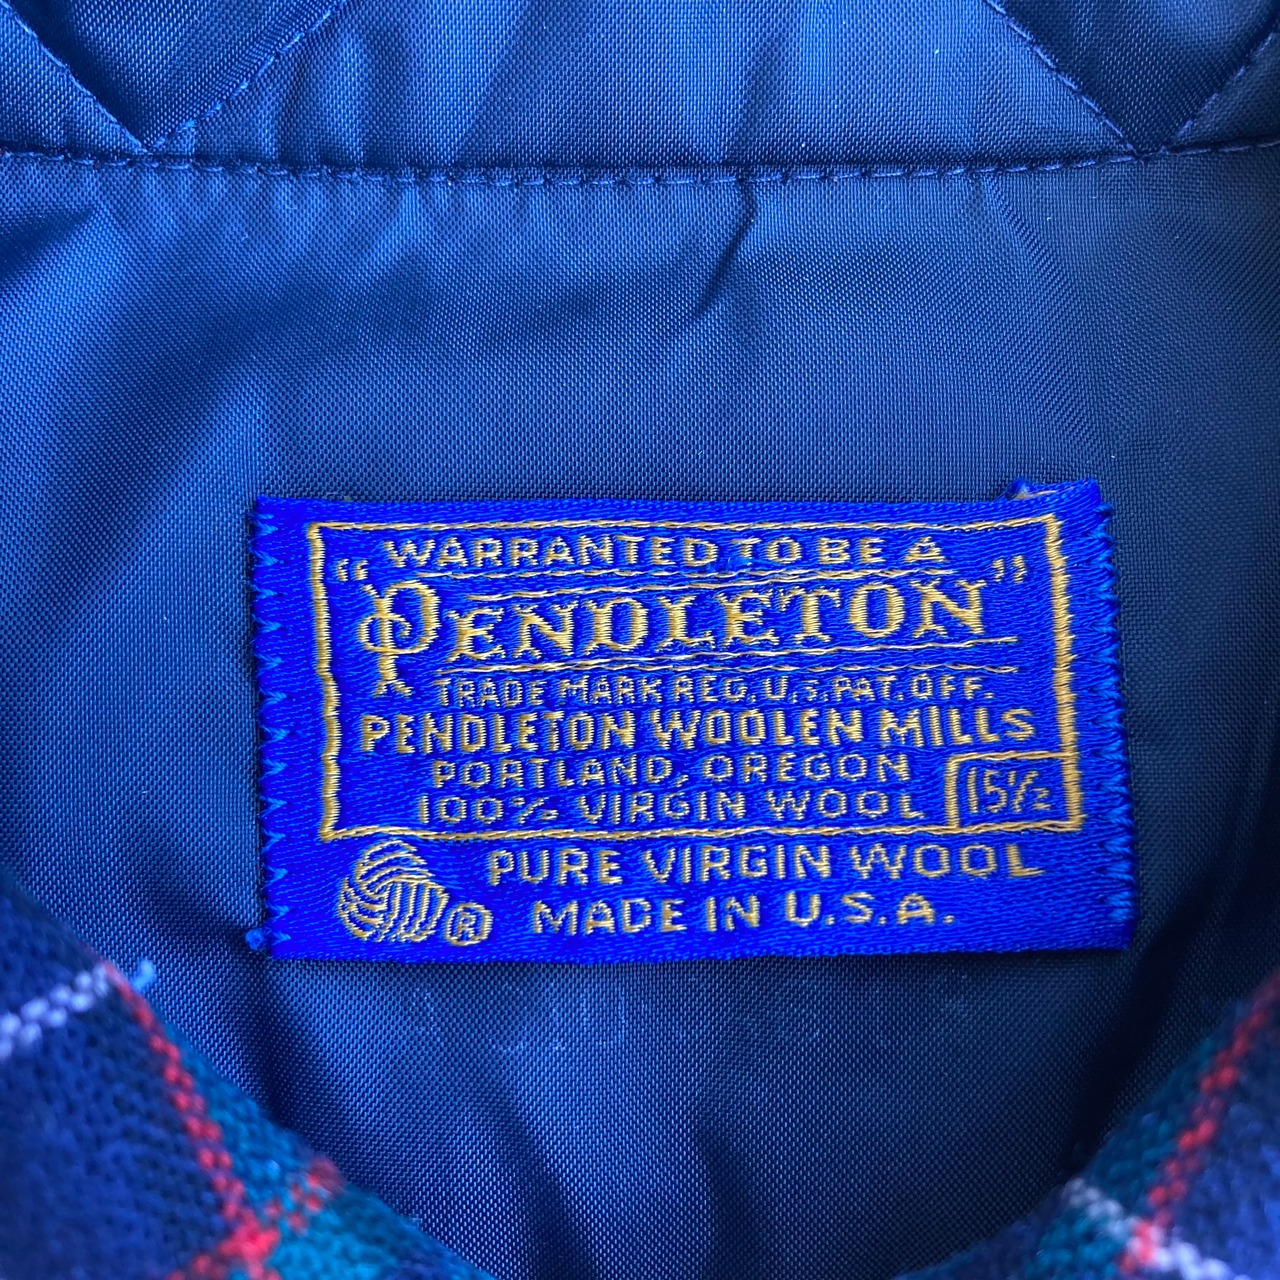 WARRANTED TO BE A
"PENDLETON"
TRADE MARK REG. U.S. PAT. OFF.
PENDLETON WOOLEN MILLS
PORTLAND, OREGON
100% VIRGIN WOOL 15½
PURE VIRGIN WOOL
® MADE IN U.S.A.